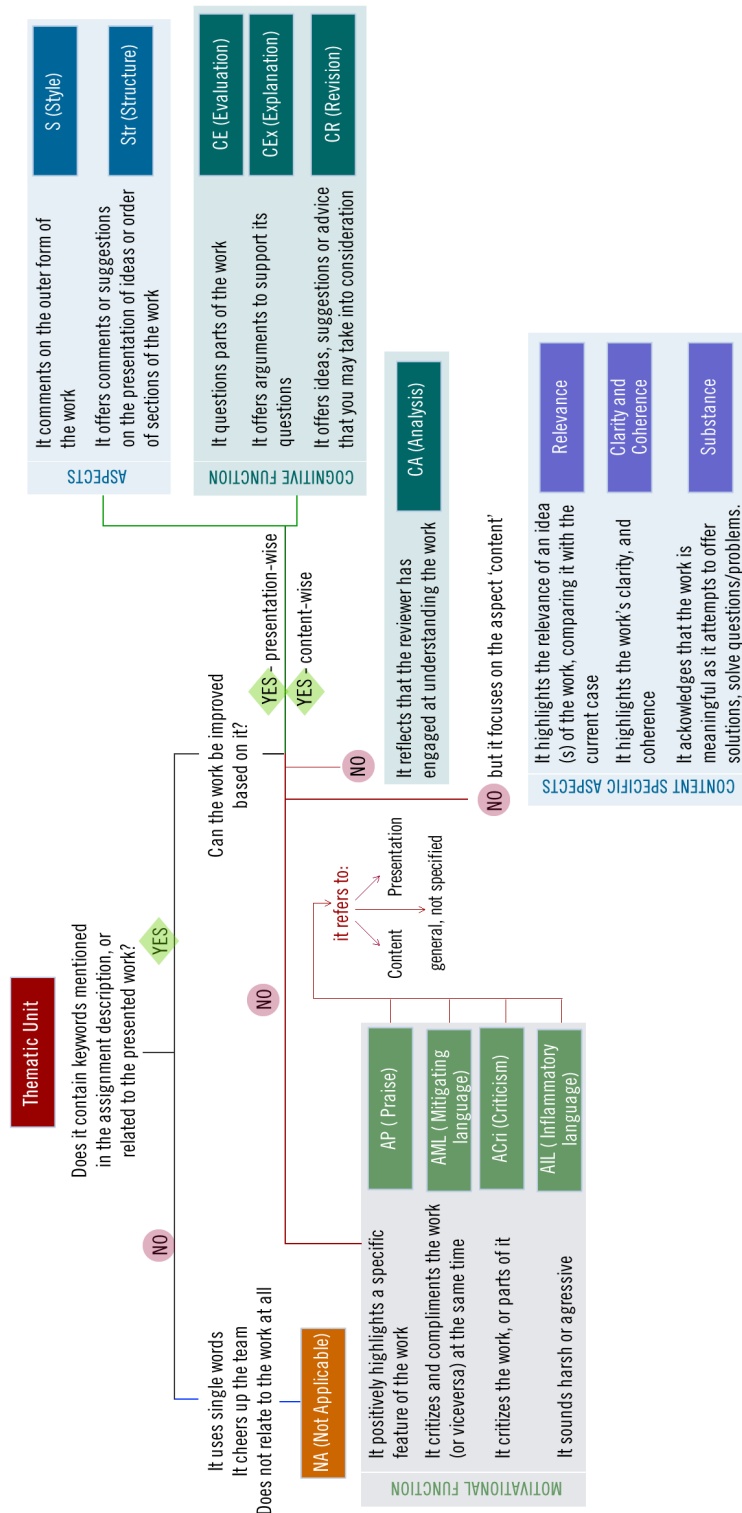 Thematic Unit
Does it contain keywords mentioned
in the assignment description, or
related to the presented work?
NO
YES
It uses single words
It cheers up the team
Does not relate to the work at all
NA (Not Applicable)
Can the work be improved
based on it?
NO
NO
YES - presentation-wise
YES - content-wise
MOTIVATIONAL FUNCTION
It positively highlights a specific
feature of the work
AP ( Praise)
It critizes and compliments the work
(or viceversa) at the same time
AML ( Mitigating
language)
It critizes the work, or parts of it
ACri (Criticism)
It sounds harsh or agressive
AIL ( Inflammatory
language)
it refers to:
Content
Presentation
general, not specified
It reflects that the reviewer has
engaged at understanding the work
CA (Analysis)
NO but it focuses on the aspect ‘content’
CONTENT SPECIFIC ASPECTS
It highlights the relevance of an idea
(s) of the work, comparing it with the
current case
Relevance
It highlights the work's clarity, and
coherence
Clarity and
Coherence
It ackowledges that the work is
meaningful as it attempts to offer
solutions, solve questions/problems.
Substance
ASPECTS
It comments on the outer form of
the work
S (Style)
It offers comments or suggestions
on the presentation of ideas or order
of sections of the work
Str (Structure)
COGNITIVE FUNCTION
It questions parts of the work
CE (Evaluation)
It offers arguments to support its
questions
CEx (Explanation)
It offers ideas, suggestions or advice
that you may take into consideration
CR (Revision)